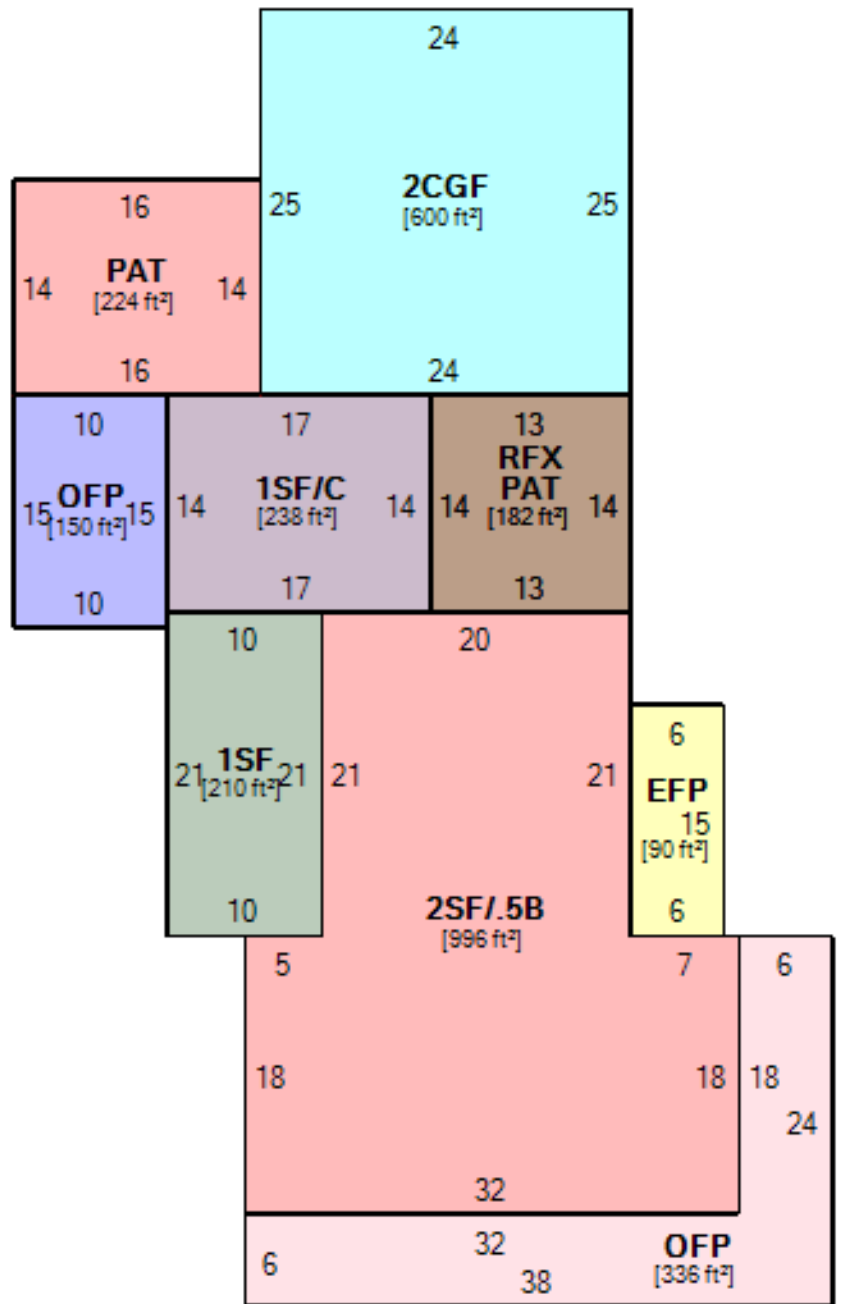 24
2CGF
[600 ft²]
25 25
16
PAT
[224 ft²]
14 14
16
24
10
OFP
[150 ft²]
15 15
10
17
1SF/C
[238 ft²]
14 14
17
13
RFX
PAT
[182 ft²]
14 14
13
10
1SF
[210 ft²]
21 21
10
20
21 21
2SF/.5B
[996 ft²]
5 7
18 18
32
6
EFP
15
[90 ft²]
6
6
18
24
32
OFP
[336 ft²]
6
38